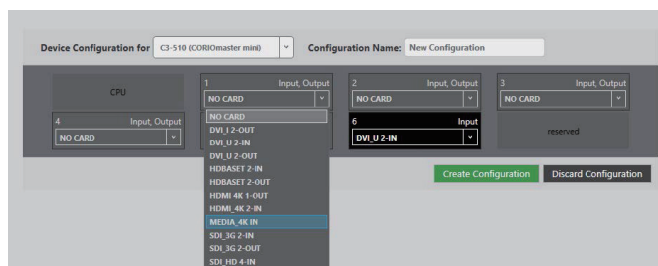 Device Configuration for C3-510 (CORIOmaster mini) Configuration Name: New Configuration
CPU
1 Input, Output
NO CARD
2 Input, Output
NO CARD
3 Input, Output
NO CARD
4 Input, Output
NO CARD
NO CARD
DVI_I 2-OUT
DVI_U 2-IN
DVI_U 2-OUT
HDBASET 2-IN
HDBASET 2-OUT
HDMI 4K 1-OUT
HDMI_4K 2-IN
MEDIA_4K IN
SDI_3G 2-IN
SDI_3G 2-OUT
SDI_HD 4-IN
6 Input
DVI_U 2-IN
reserved
Create Configuration Discard Configuration